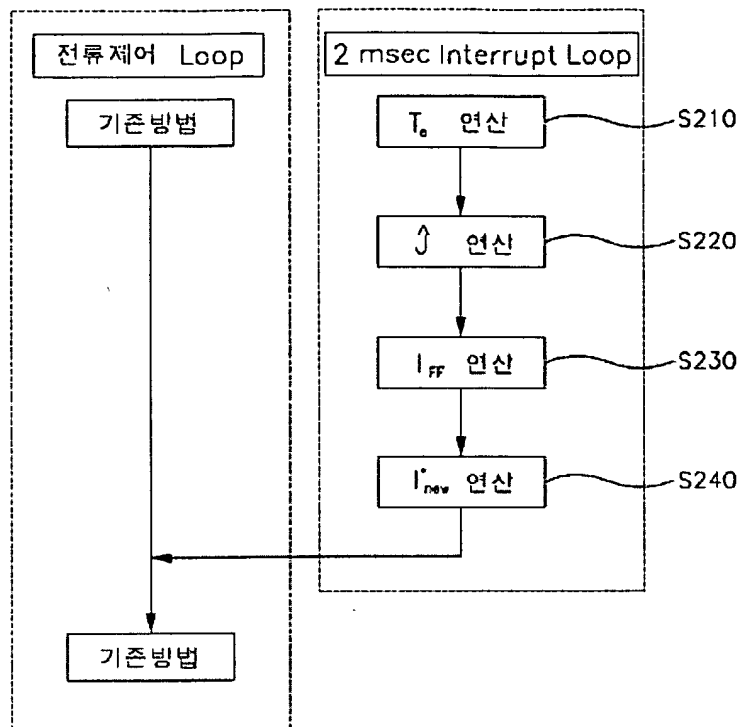 전류제어 Loop
기존방법
기존방법
2 msec Interrupt Loop
Tₑ 연산
S210
Ĵ 연산
S220
I_FF 연산
S230
I*_new 연산
S240